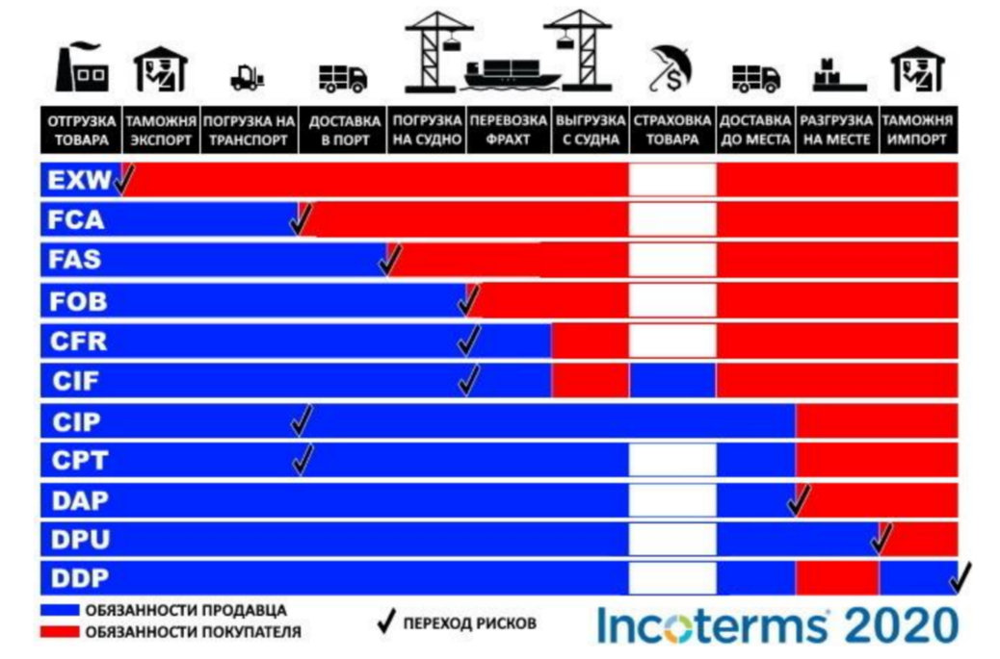 ОТГРУЗКА ТОВАРА
ТАМОЖНЯ ЭКСПОРТ
ПОГРУЗКА НА ТРАНСПОРТ
ДОСТАВКА В ПОРТ
ПОГРУЗКА НА СУДНО
ПЕРЕВОЗКА ФРАХТ
ВЫГРУЗКА С СУДНА
СТРАХОВКА ТОВАРА
ДОСТАВКА ДО МЕСТА
РАЗГРУЗКА НА МЕСТЕ
ТАМОЖНЯ ИМПОРТ
EXW
FCA
FAS
FOB
CFR
CIF
CIP
CPT
DAP
DPU
DDP
ОБЯЗАННОСТИ ПРОДАВЦА
ОБЯЗАННОСТИ ПОКУПАТЕЛЯ
ПЕРЕХОД РИСКОВ
Incoterms® 2020